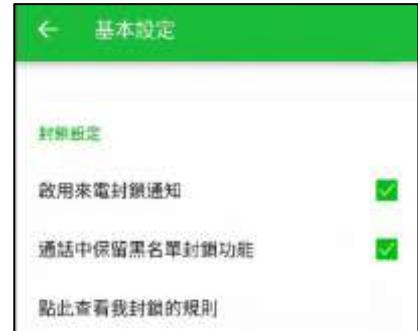 ← 基本設定
封鎖設定
啟用來電封鎖通知
通話中保留黑名單封鎖功能
點此查看我封鎖的規則